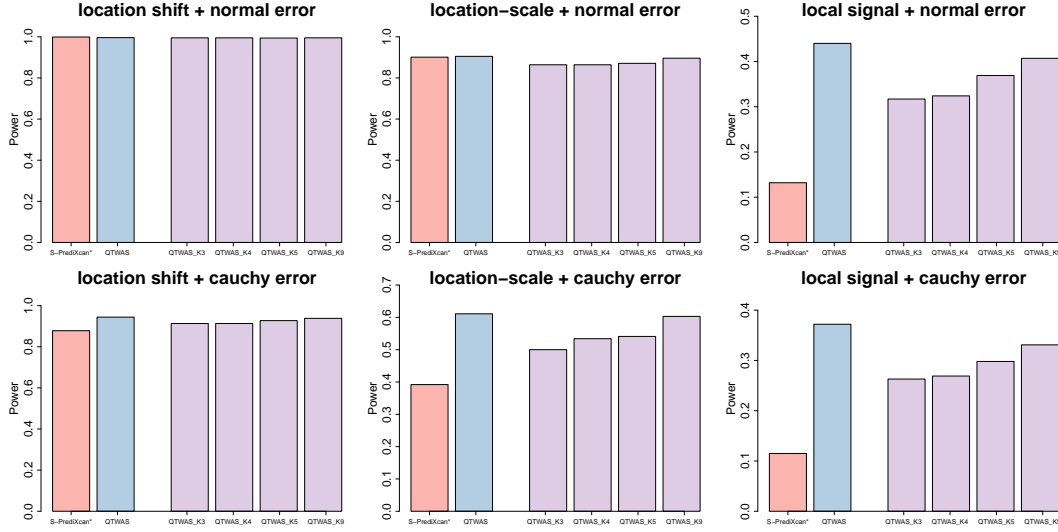 location shift + normal error
Power
0.0 0.2 0.4 0.6 0.8 1.0
S−PrediXcan* QTWAS QTWAS_K3 QTWAS_K4 QTWAS_K5 QTWAS_K9
location−scale + normal error
Power
0.0 0.2 0.4 0.6 0.8 1.0
S−PrediXcan* QTWAS QTWAS_K3 QTWAS_K4 QTWAS_K5 QTWAS_K9
local signal + normal error
Power
0.0 0.1 0.2 0.3 0.4 0.5
S−PrediXcan* QTWAS QTWAS_K3 QTWAS_K4 QTWAS_K5 QTWAS_K9
location shift + cauchy error
Power
0.0 0.2 0.4 0.6 0.8 1.0
S−PrediXcan* QTWAS QTWAS_K3 QTWAS_K4 QTWAS_K5 QTWAS_K9
location−scale + cauchy error
Power
0.0 0.1 0.2 0.3 0.4 0.5 0.6 0.7
S−PrediXcan* QTWAS QTWAS_K3 QTWAS_K4 QTWAS_K5 QTWAS_K9
local signal + cauchy error
Power
0.0 0.1 0.2 0.3 0.4
S−PrediXcan* QTWAS QTWAS_K3 QTWAS_K4 QTWAS_K5 QTWAS_K9